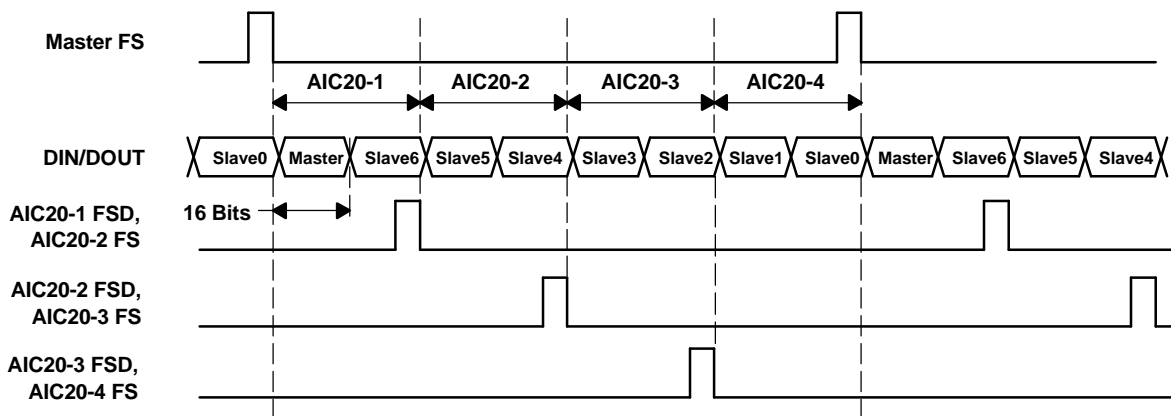 Master FS
AIC20-1 AIC20-2 AIC20-3 AIC20-4
DIN/DOUT Slave0 Master Slave6 Slave5 Slave4 Slave3 Slave2 Slave1 Slave0 Master Slave6 Slave5 Slave4
16 Bits
AIC20-1 FSD,
AIC20-2 FS
AIC20-2 FSD,
AIC20-3 FS
AIC20-3 FSD,
AIC20-4 FS